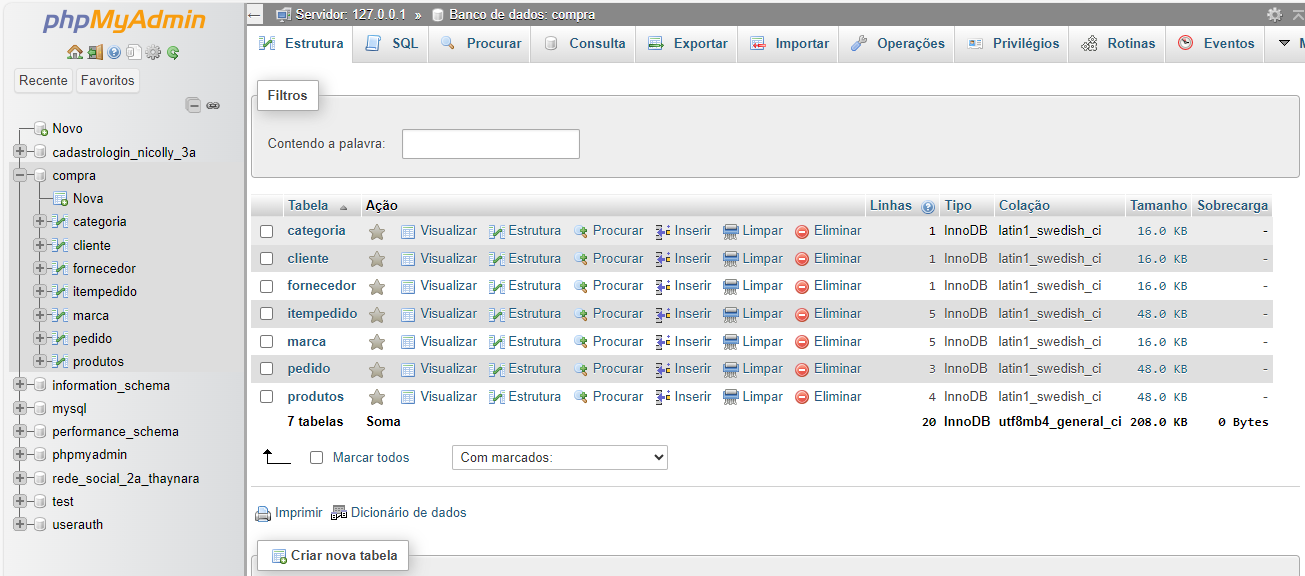 phpMyAdmin
Recente Favoritos
Novo
cadastrologin_nicolly_3a
compra
Nova
categoria
cliente
fornecedor
itempedido
marca
pedido
produtos
information_schema
mysql
performance_schema
phpmyadmin
rede_social_2a_thaynara
test
userauth
Servidor: 127.0.0.1 » Banco de dados: compra
Estrutura SQL Procurar Consulta Exportar Importar Operações Privilégios Rotinas Eventos
Filtros
Contendo a palavra:
Tabela Ação Linhas Tipo Colação Tamanho Sobrecarga
categoria Visualizar Estrutura Procurar Inserir Limpar Eliminar 1 InnoDB latin1_swedish_ci 16.0 KB -
cliente Visualizar Estrutura Procurar Inserir Limpar Eliminar 1 InnoDB latin1_swedish_ci 16.0 KB -
fornecedor Visualizar Estrutura Procurar Inserir Limpar Eliminar 1 InnoDB latin1_swedish_ci 16.0 KB -
itempedido Visualizar Estrutura Procurar Inserir Limpar Eliminar 5 InnoDB latin1_swedish_ci 48.0 KB -
marca Visualizar Estrutura Procurar Inserir Limpar Eliminar 5 InnoDB latin1_swedish_ci 16.0 KB -
pedido Visualizar Estrutura Procurar Inserir Limpar Eliminar 3 InnoDB latin1_swedish_ci 48.0 KB -
produtos Visualizar Estrutura Procurar Inserir Limpar Eliminar 4 InnoDB latin1_swedish_ci 48.0 KB -
7 tabelas Soma 20 InnoDB utf8mb4_general_ci 208.0 KB 0 Bytes
Marcar todos Com marcados:
Imprimir Dicionário de dados
Criar nova tabela